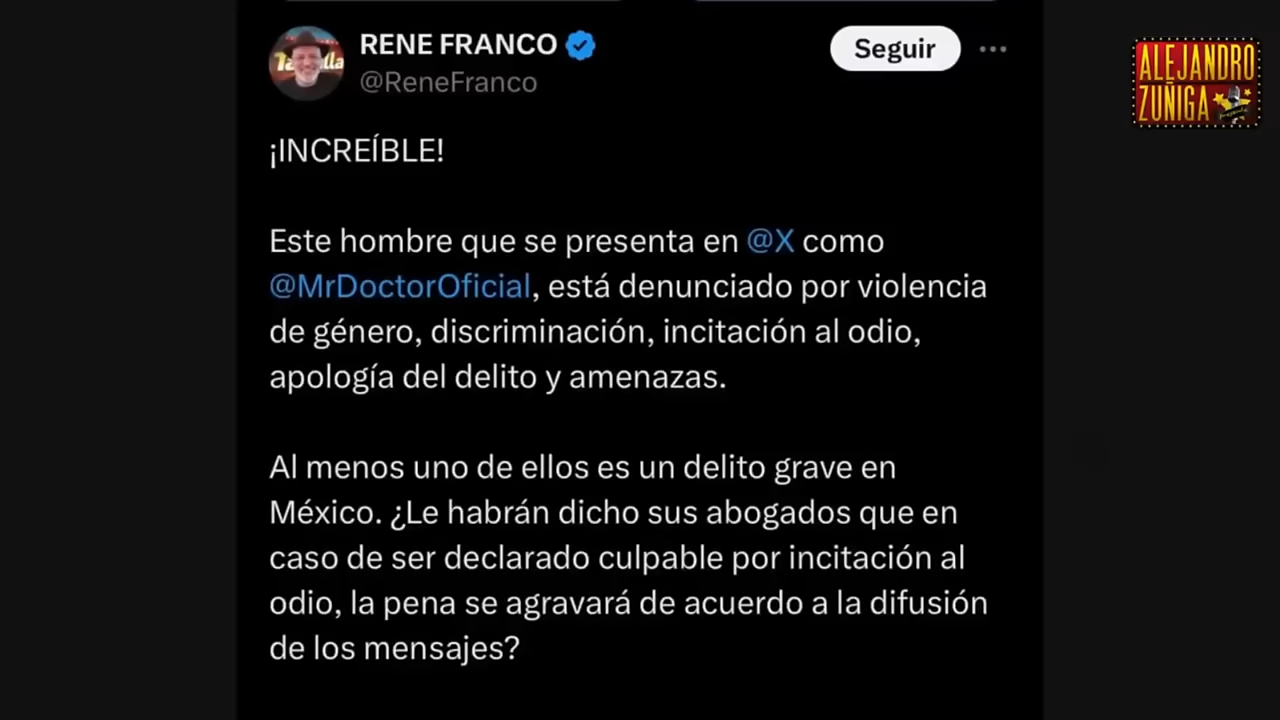 RENE FRANCO
Seguir
@ReneFranco
ALEJANDRO
ZUÑIGA
¡INCREÍBLE!
Este hombre que se presenta en @X como
@MrDoctorOficial, está denunciado por violencia
de género, discriminación, incitación al odio,
apología del delito y amenazas.
Al menos uno de ellos es un delito grave en
México. ¿Le habrán dicho sus abogados que en
caso de ser declarado culpable por incitación al
odio, la pena se agravará de acuerdo a la difusión
de los mensajes?